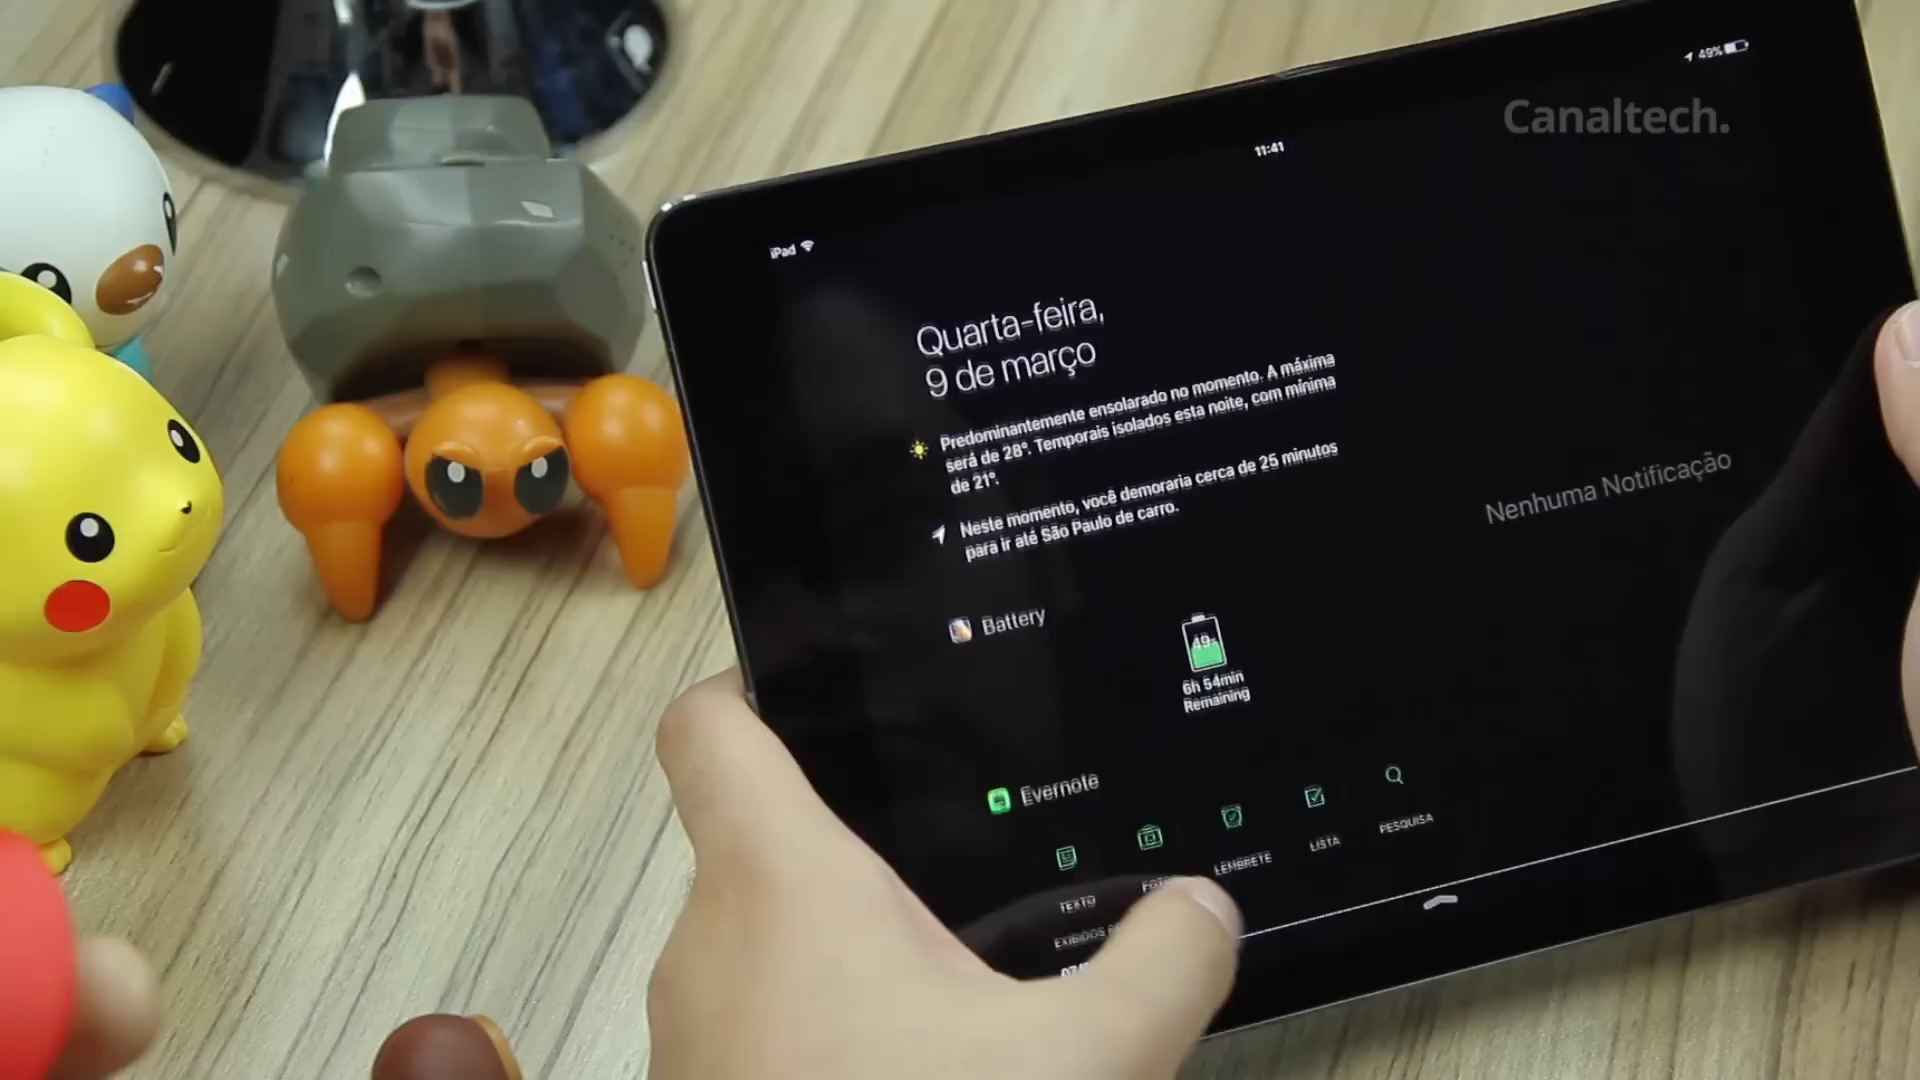 49%
Canaltech.
11:41
iPad
Quarta-feira,
9 de março
Predominantemente ensolarado no momento. A máxima
será de 28°. Temporais isolados esta noite, com mínima
de 21°.
Neste momento, você demoraria cerca de 25 minutos
para ir até São Paulo de carro.
Nenhuma Notificação
Battery
49
6h 54min
Remaining
Evernote
TEXTO
LEMBRETE
LISTA
PESQUISA
EXIBIDOS